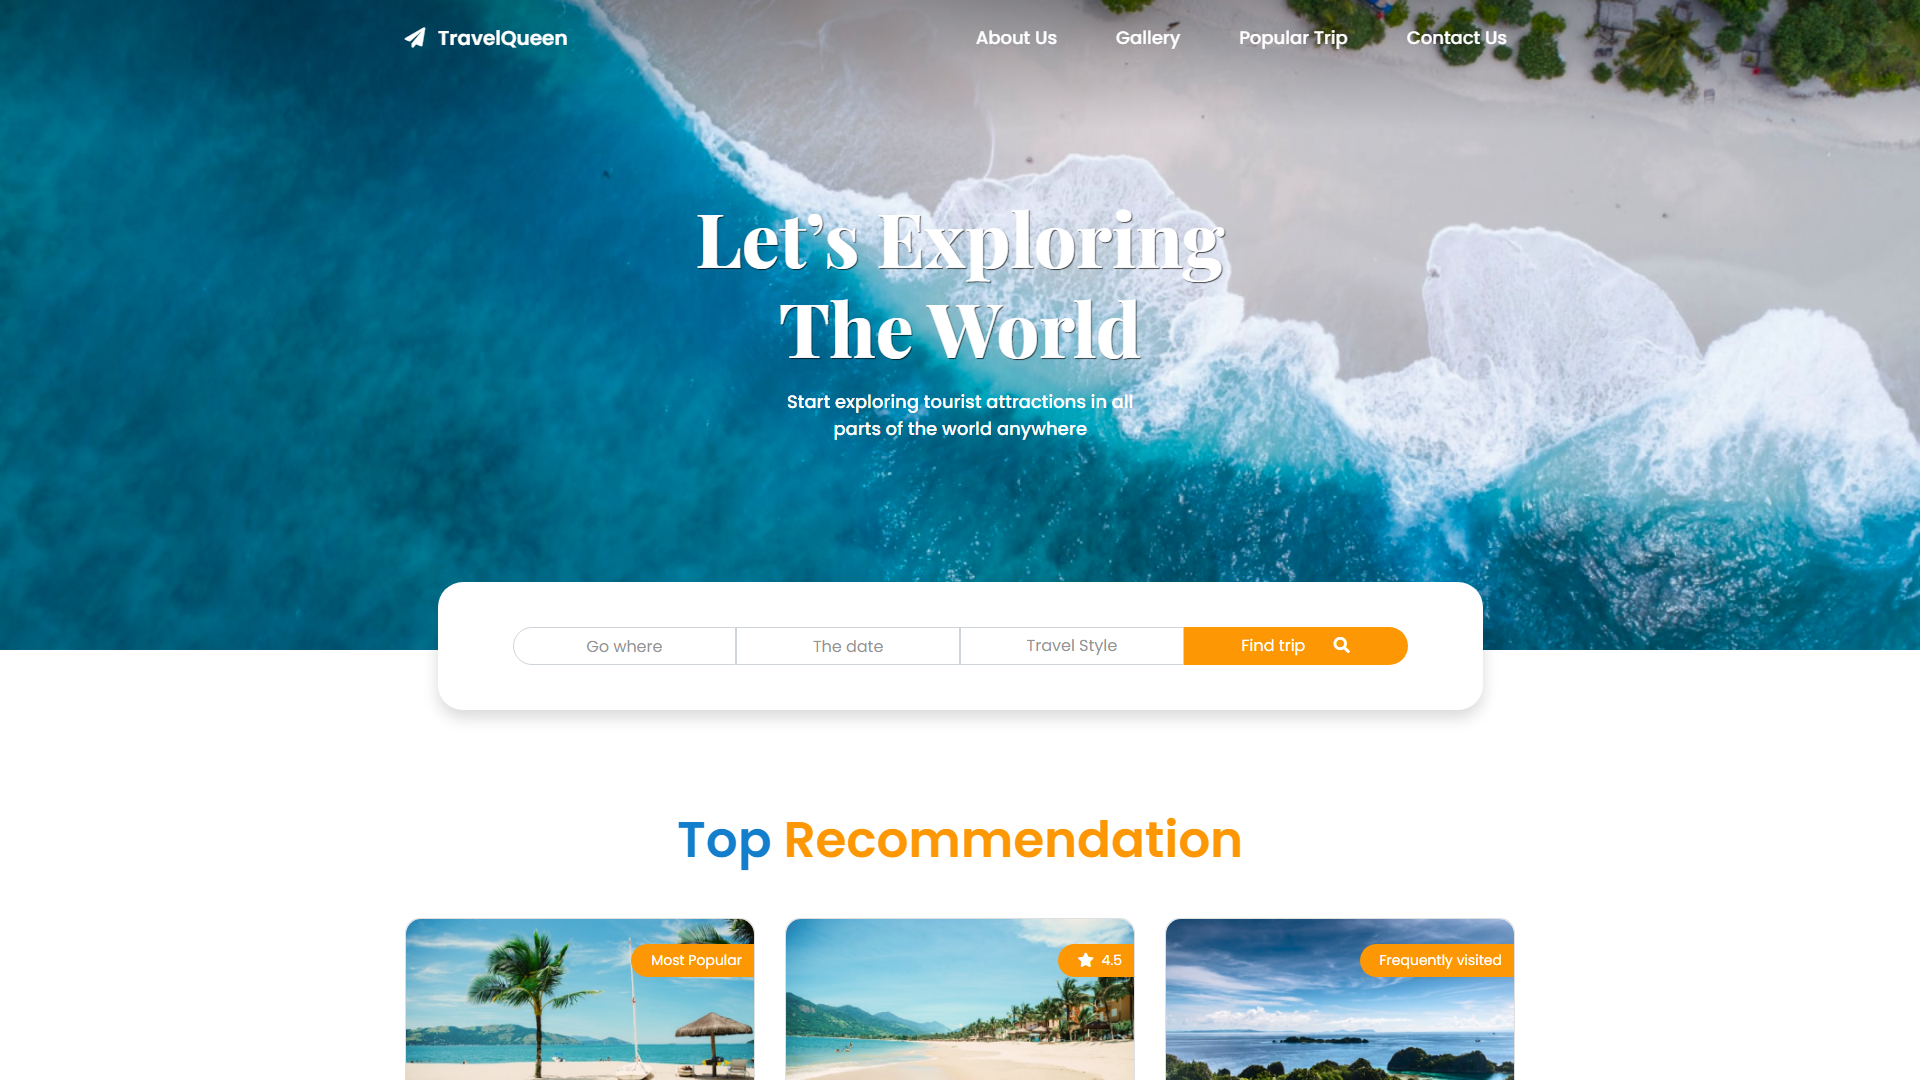 TravelQueen
About Us
Gallery
Popular Trip
Contact Us
Let’s Exploring
The World
Start exploring tourist attractions in all
parts of the world anywhere
Go where
The date
Travel Style
Find trip
Top Recommendation
Most Popular
4.5
Frequently visited